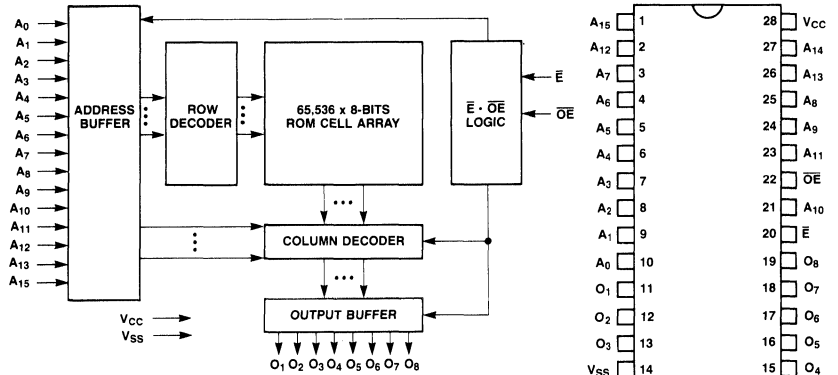 A0
A1
A2
A3
A4
A5
A6
A7
A8
A9
A10
A11
A12
A13
A15
ADDRESS
BUFFER
ROW
DECODER
65,536 x 8-BITS
ROM CELL ARRAY
E̅ · O̅E̅
LOGIC
E̅
O̅E̅
COLUMN DECODER
OUTPUT BUFFER
VCC
VSS
O1 O2 O3 O4 O5 O6 O7 O8
A15 1 28 VCC
A12 2 27 A14
A7 3 26 A13
A6 4 25 A8
A5 5 24 A9
A4 6 23 A11
A3 7 22 O̅E̅
A2 8 21 A10
A1 9 20 E̅
A0 10 19 O8
O1 11 18 O7
O2 12 17 O6
O3 13 16 O5
VSS 14 15 O4